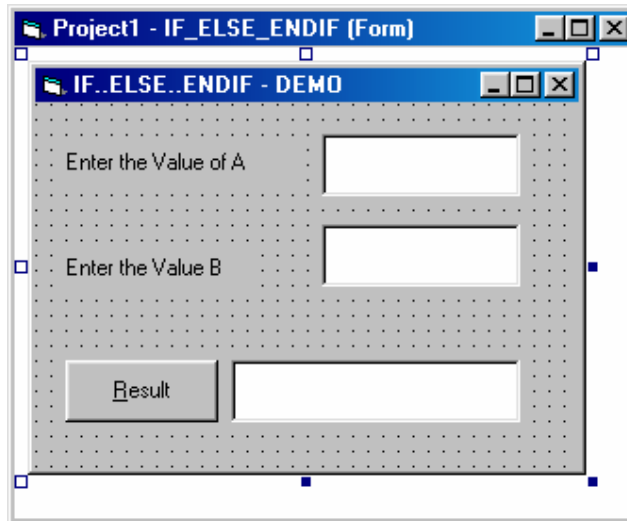 Project1 - IF_ELSE_ENDIF (Form)
IF..ELSE..ENDIF - DEMO
Enter the Value of A
Enter the Value B
Result